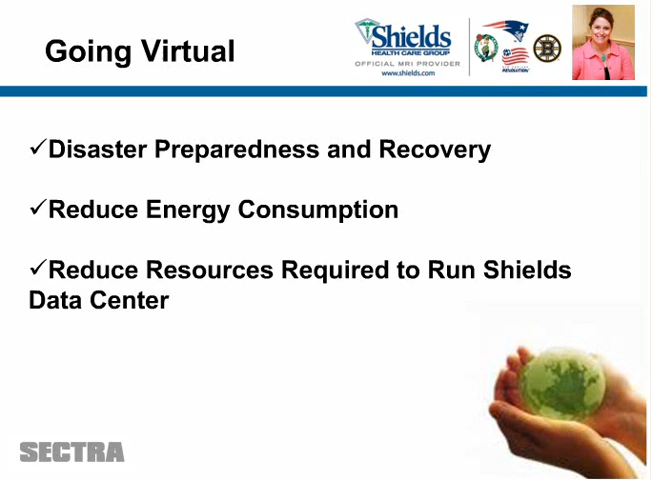 Going Virtual
Shields
HEALTH CARE GROUP
OFFICIAL MRI PROVIDER
www.shields.com
REVOLUTION
B
✓Disaster Preparedness and Recovery
✓Reduce Energy Consumption
✓Reduce Resources Required to Run Shields
Data Center
SECTRA